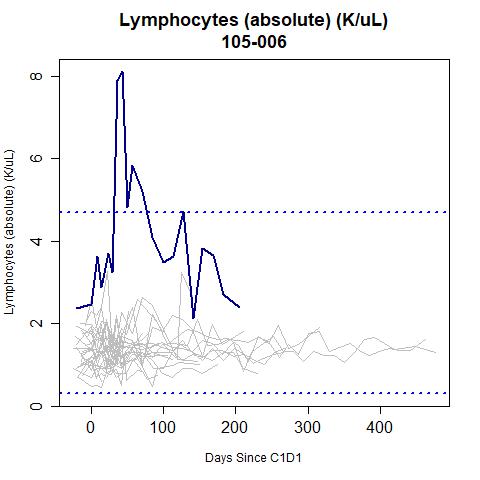 Lymphocytes (absolute) (K/uL)
105-006
Lymphocytes (absolute) (K/uL)
8
6
4
2
0
0 100 200 300 400
Days Since C1D1